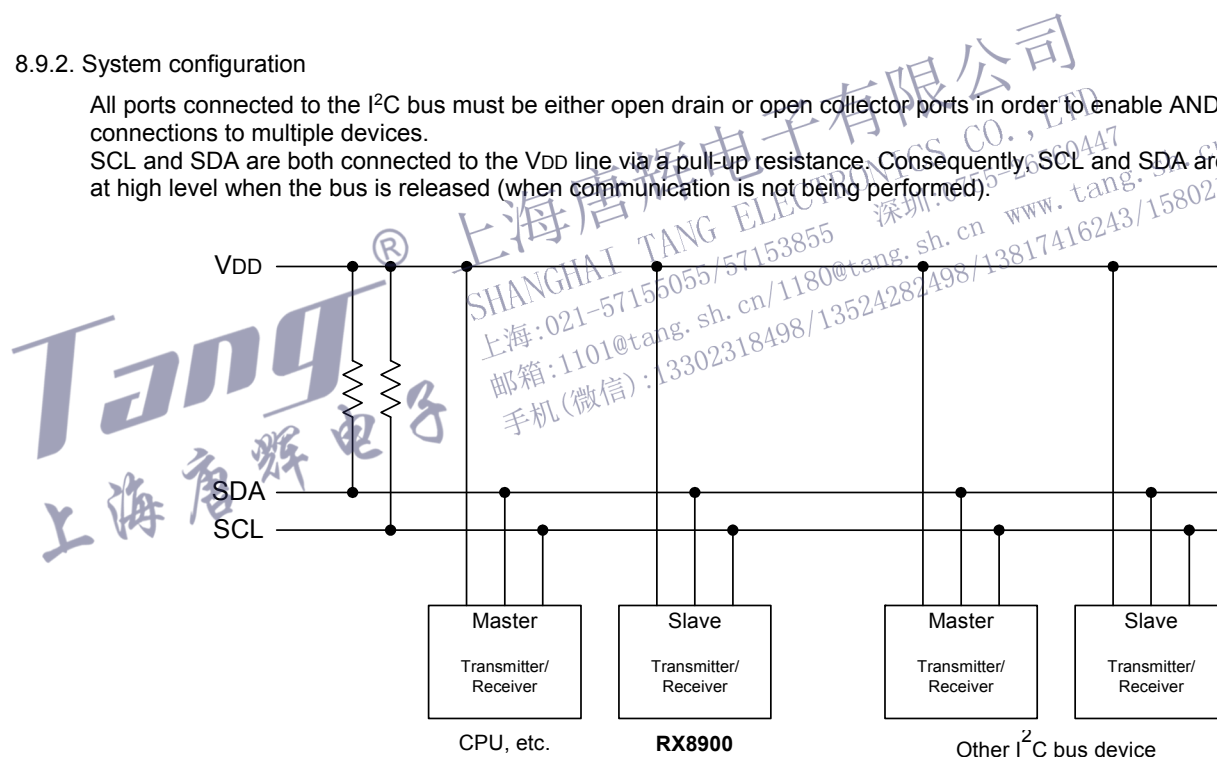 8.9.2. System configuration
All ports connected to the I²C bus must be either open drain or open collector ports in order to enable AND
connections to multiple devices.
SCL and SDA are both connected to the VDD line via a pull-up resistance. Consequently, SCL and SDA are
at high level when the bus is released (when communication is not being performed).
上海唐辉电子有限公司
SHANGHAI TANG ELECTRONICS CO.,LTD
上海:021-57155055/57153855 深圳:0755-26560447
邮箱:1101@tang.sh.cn/1180@tang.sh.cn www.tang.sh.cn
手机(微信):13302318498/13524282498/13817416243/15802
Tang®
上海唐辉电子
VDD
SDA
SCL
Master Slave Master Slave
Transmitter/ Transmitter/ Transmitter/ Transmitter/
Receiver Receiver Receiver Receiver
CPU, etc. RX8900 Other I²C bus device